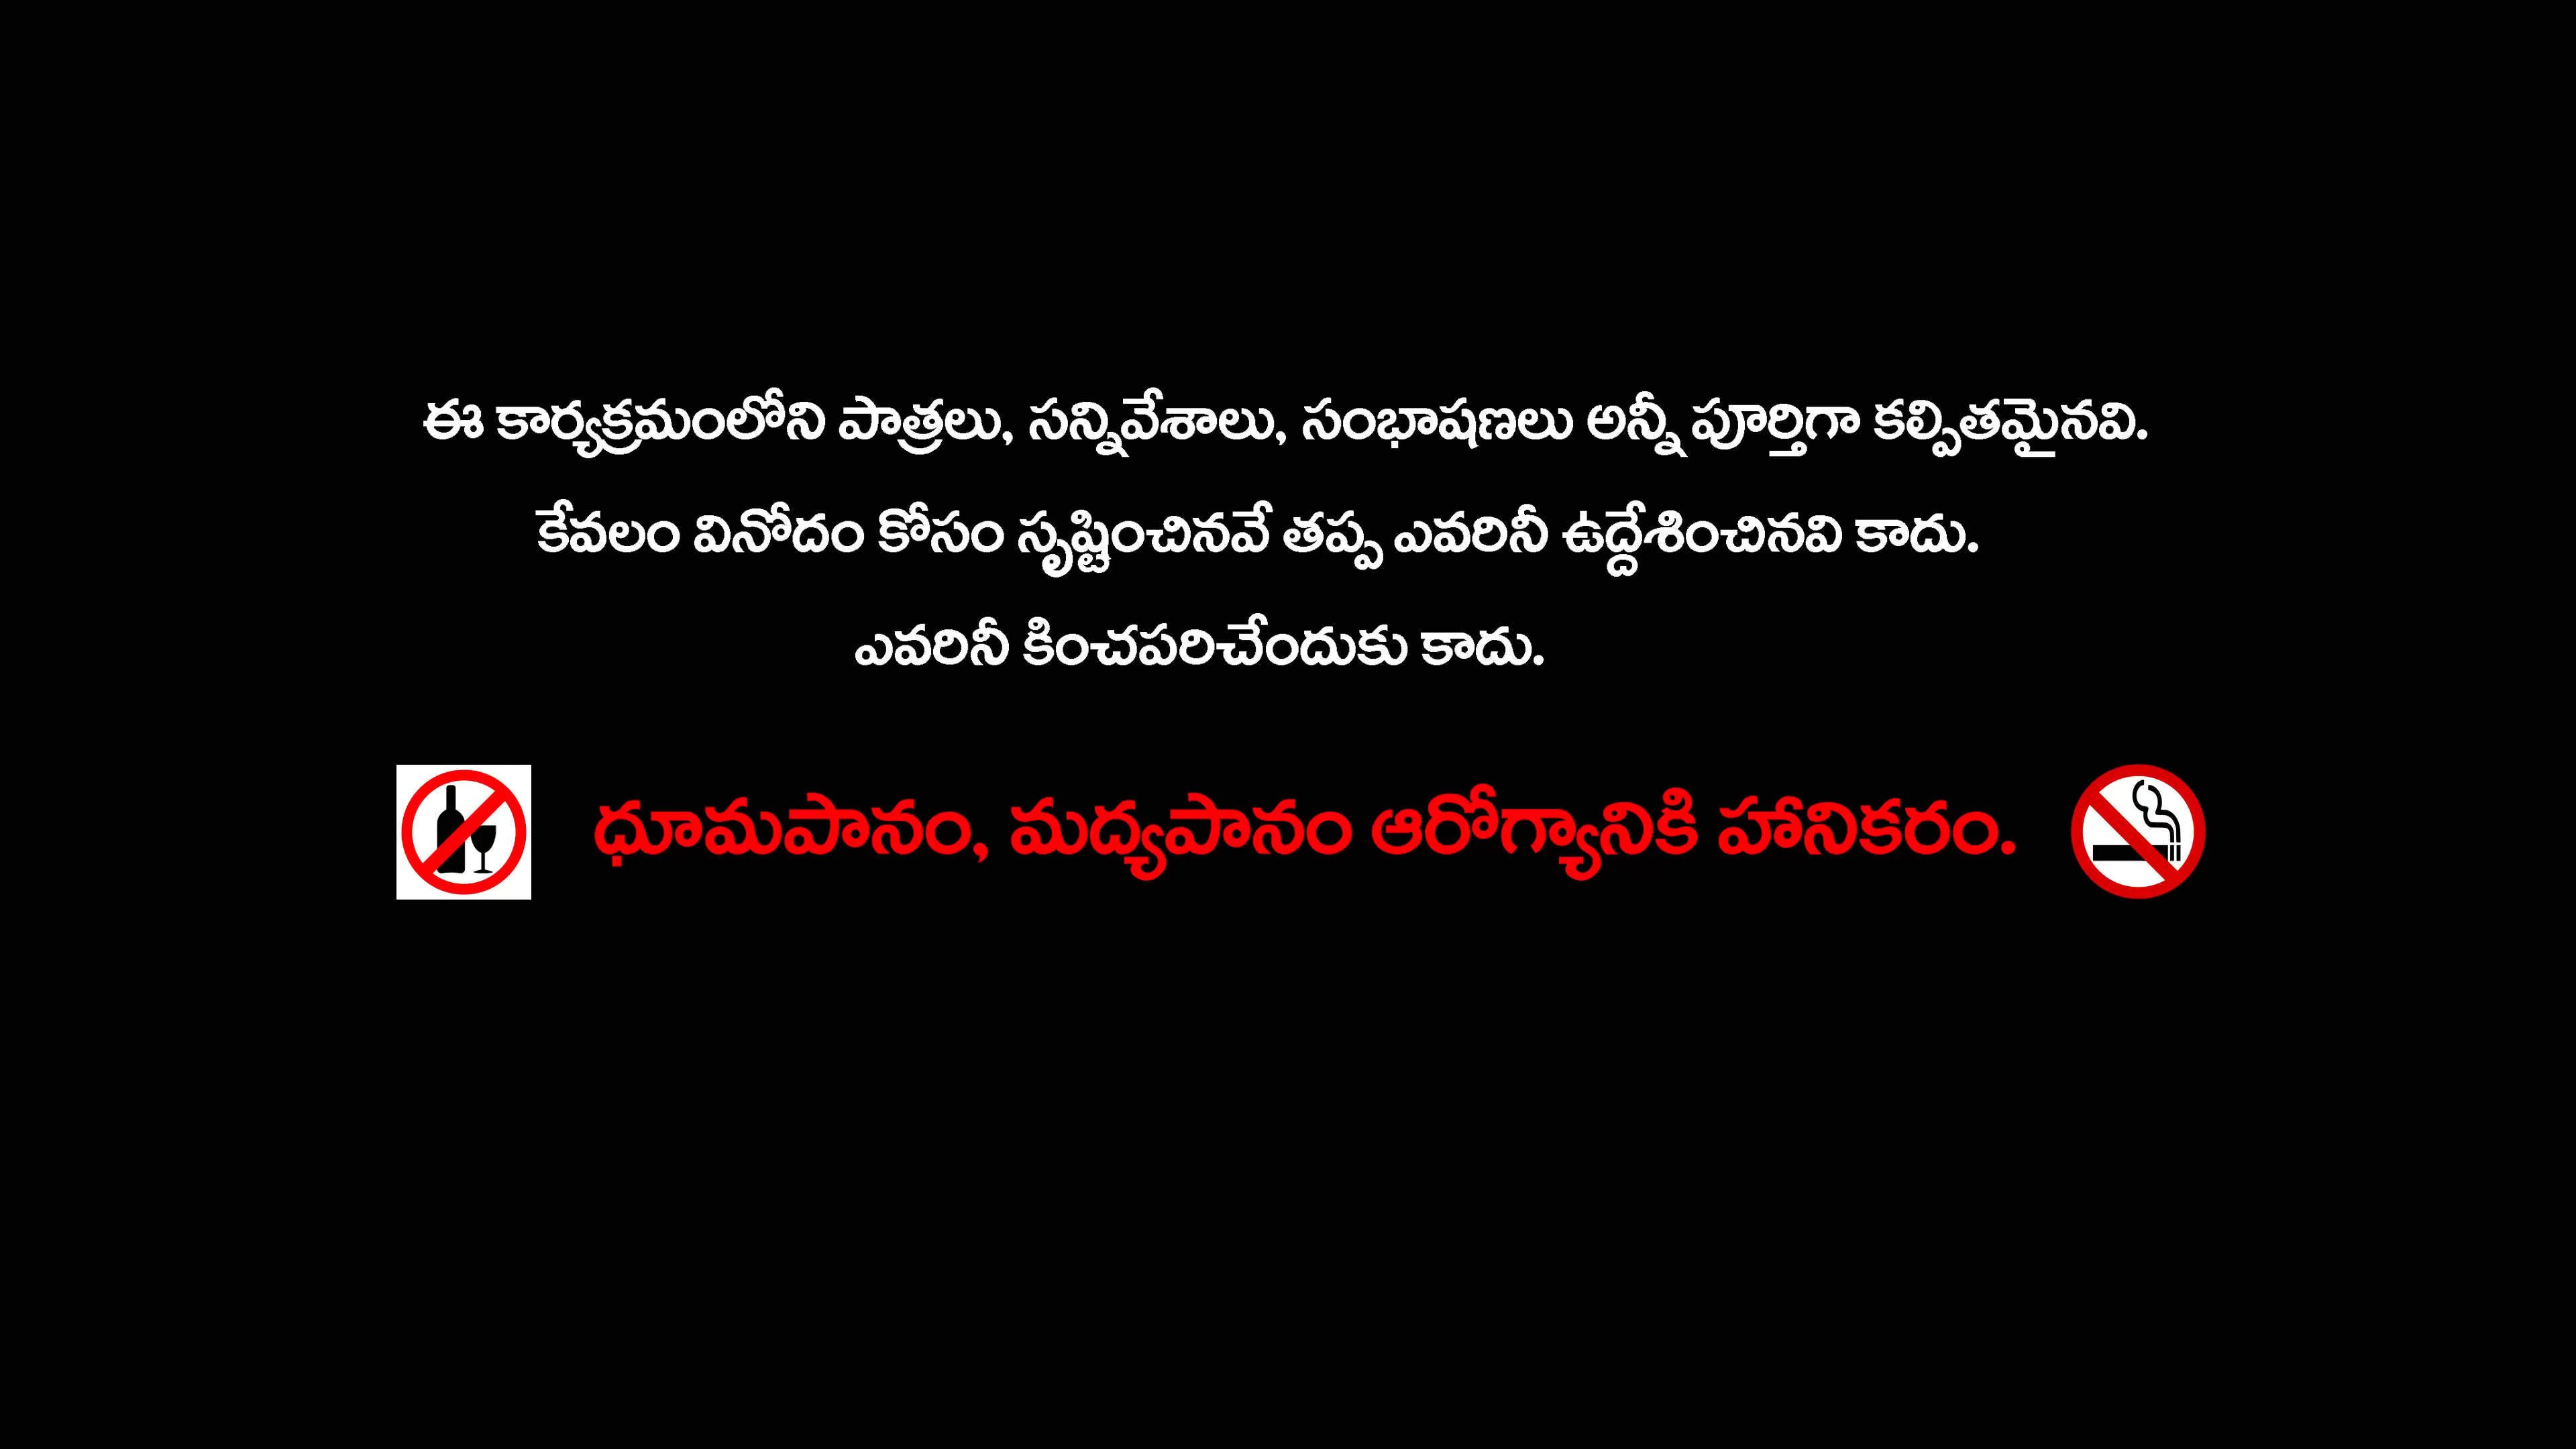 ఈ కార్యక్రమంలోని పాత్రలు, సన్నివేశాలు, సంభాషణలు అన్నీ పూర్తిగా కల్పితమైనవి.
కేవలం వినోదం కోసం సృష్టించినవే తప్ప ఎవరినీ ఉద్దేశించినవి కాదు.
ఎవరినీ కించపరిచేందుకు కాదు.
ధూమపానం, మద్యపానం ఆరోగ్యానికి హానికరం.